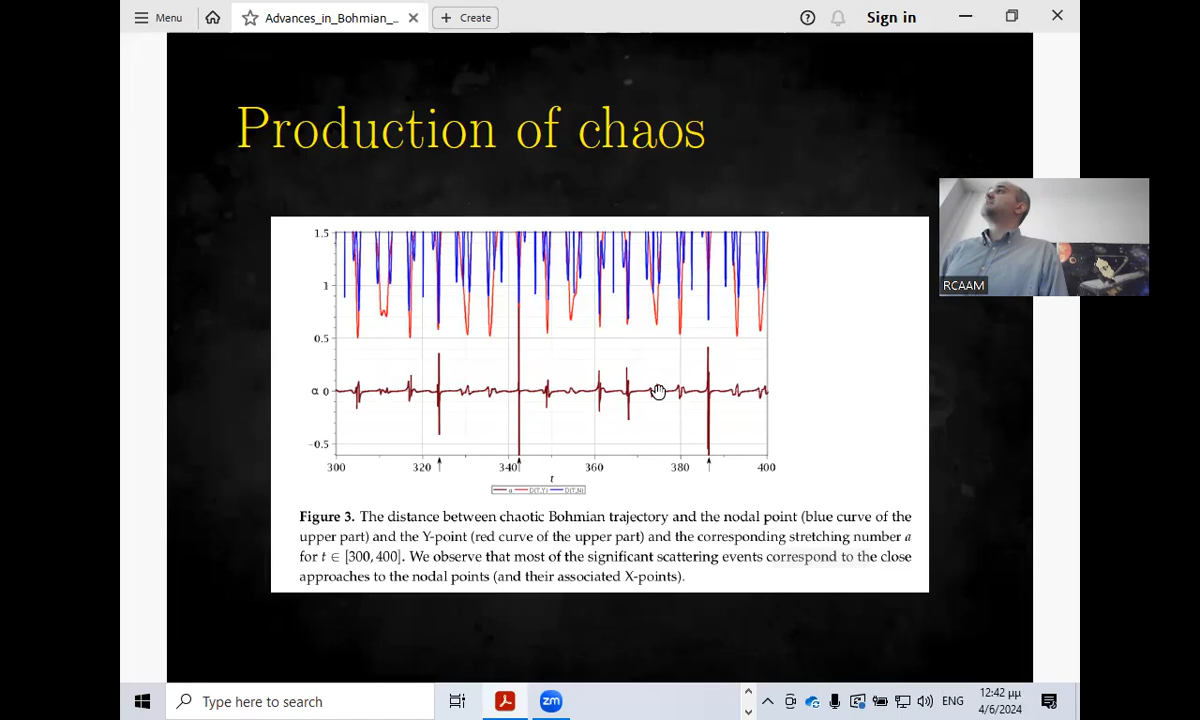 Menu
Advances_in_Bohmian_...
Create
Sign in
Production of chaos
1.5
1
0.5
α 0
−0.5
300
320
340
360
380
400
t
Figure 3. The distance between chaotic Bohmian trajectory and the nodal point (blue curve of the
upper part) and the Y-point (red curve of the upper part) and the corresponding stretching number a
for t ∈ [300, 400]. We observe that most of the significant scattering events correspond to the close
approaches to the nodal points (and their associated X-points).
RCAAM
Type here to search
zm
ENG
12:42 μμ
4/6/2024